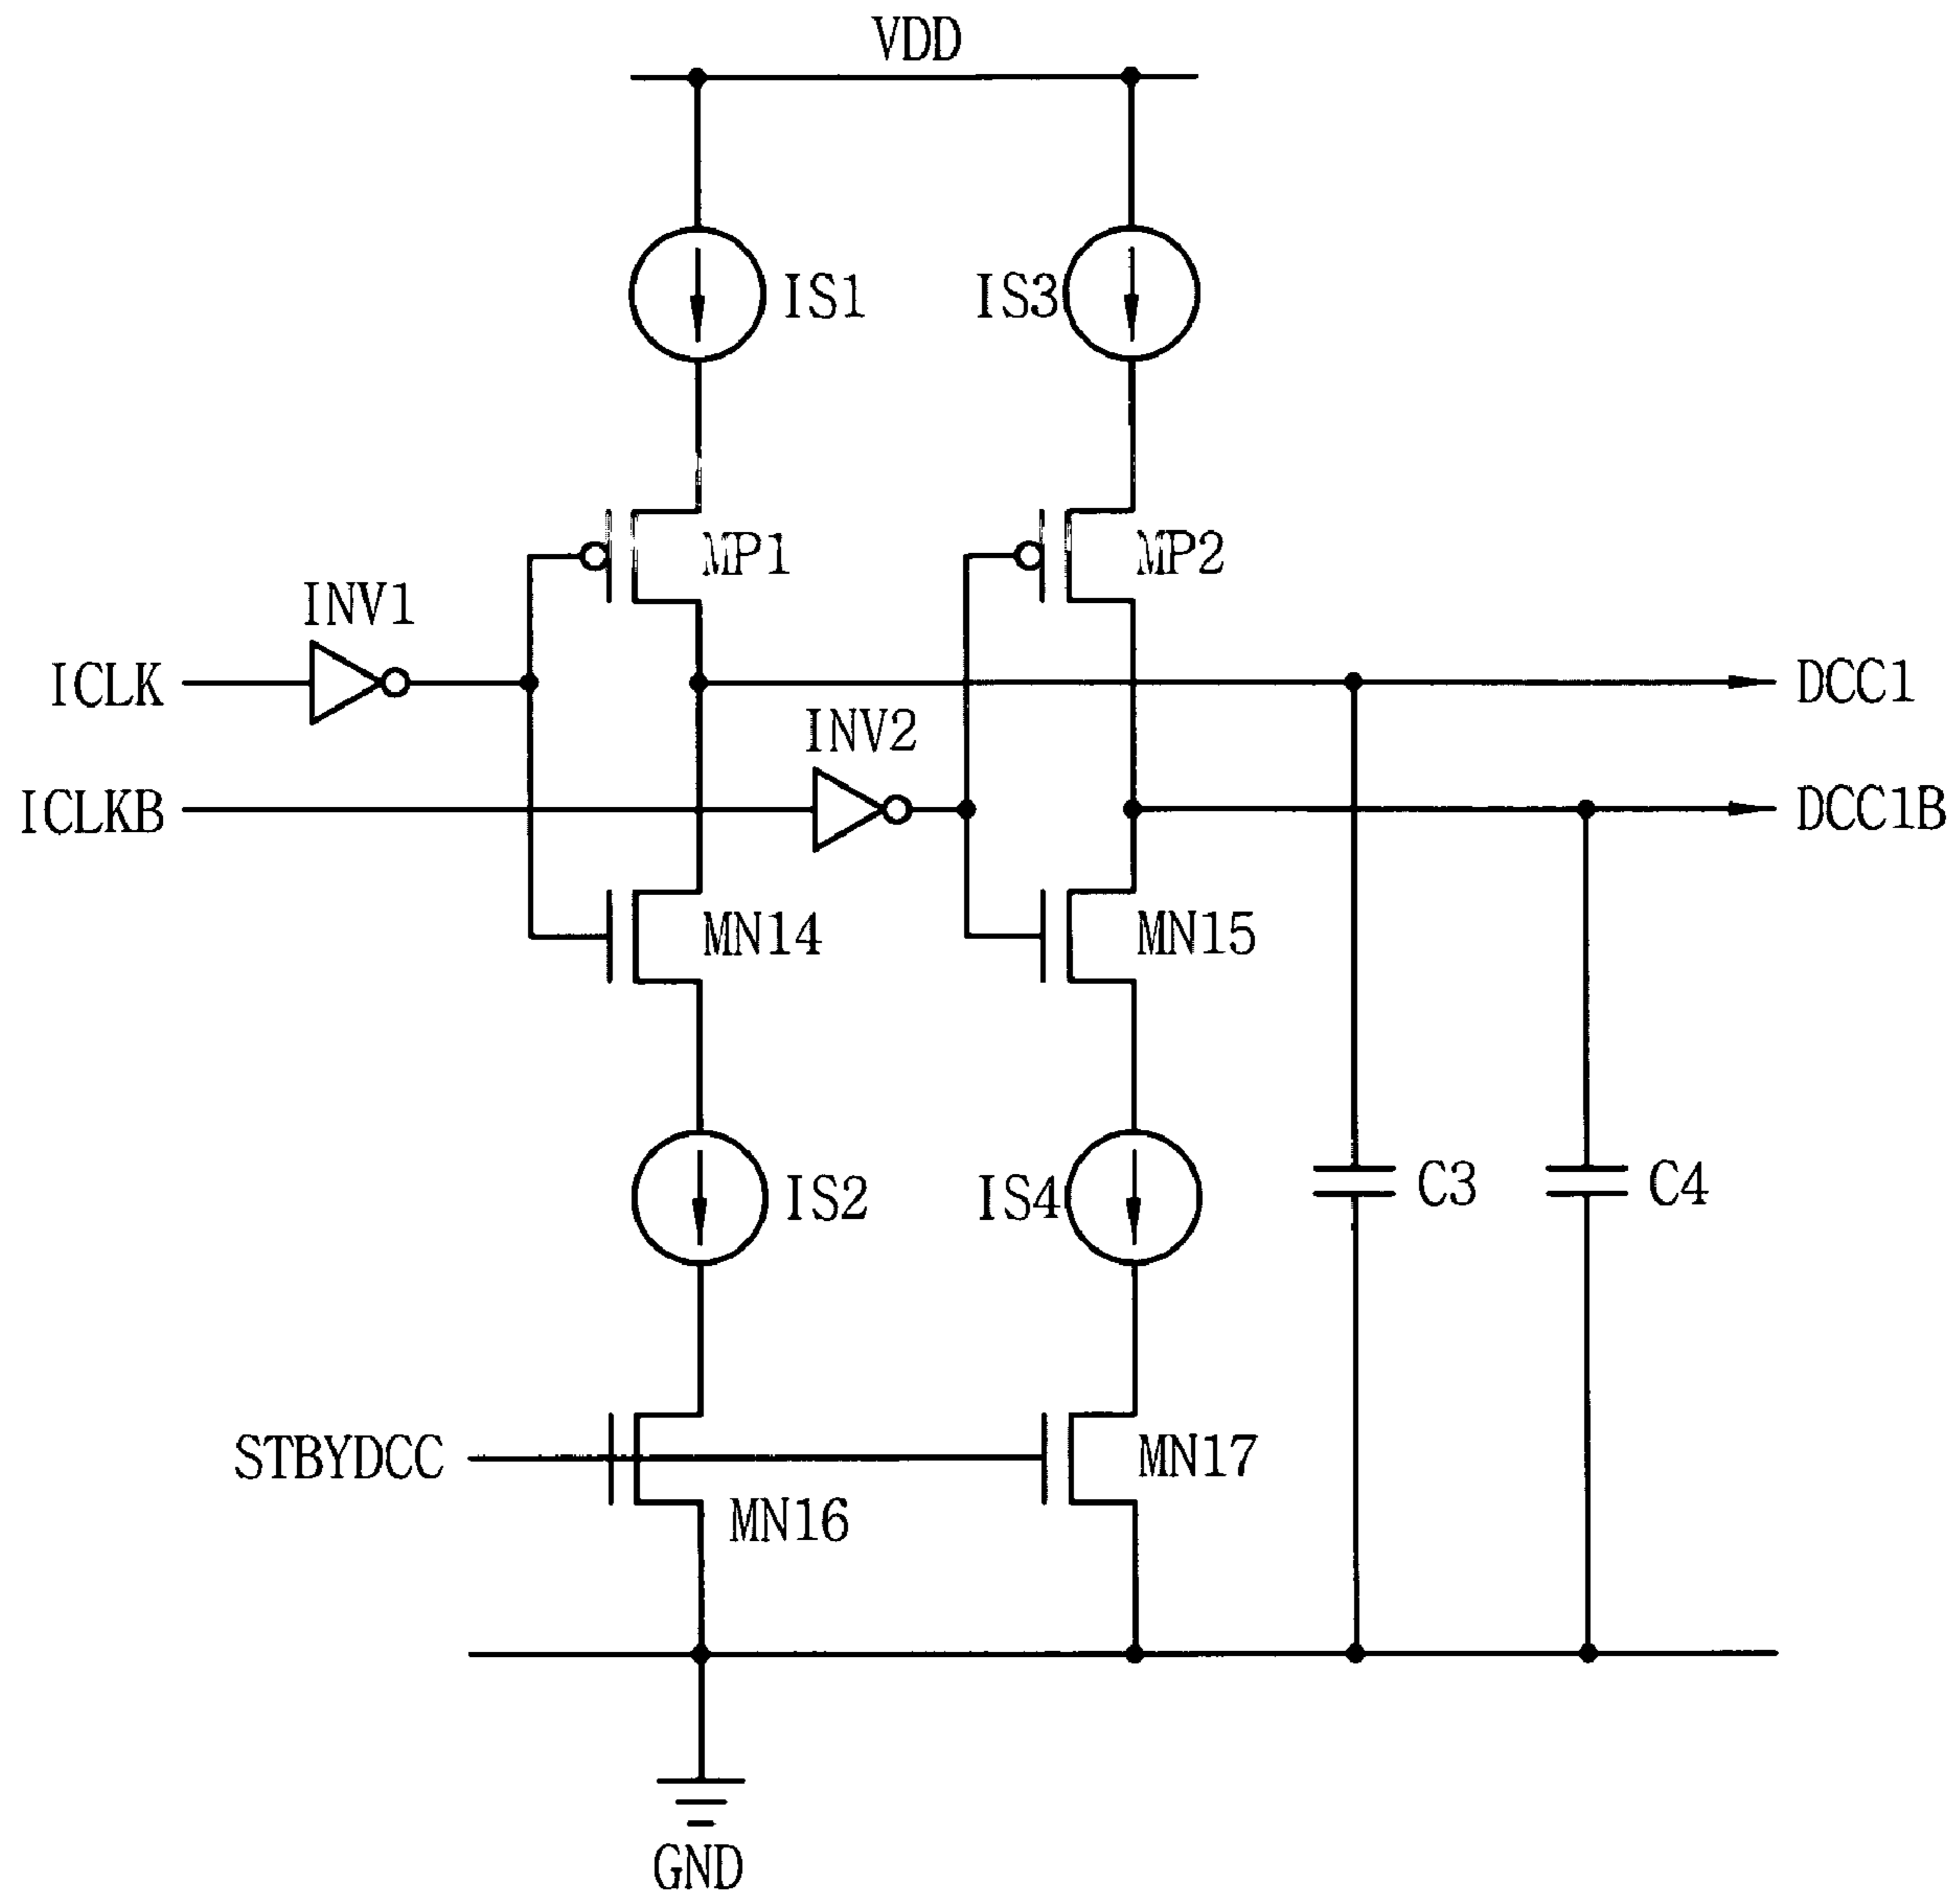 VDD
IS1
IS3
MP1
MP2
INV1
ICLK
DCC1
INV2
ICLKB
DCC1B
MN14
MN15
IS2
IS4
C3
C4
STBYDCC
MN17
MN16
GND